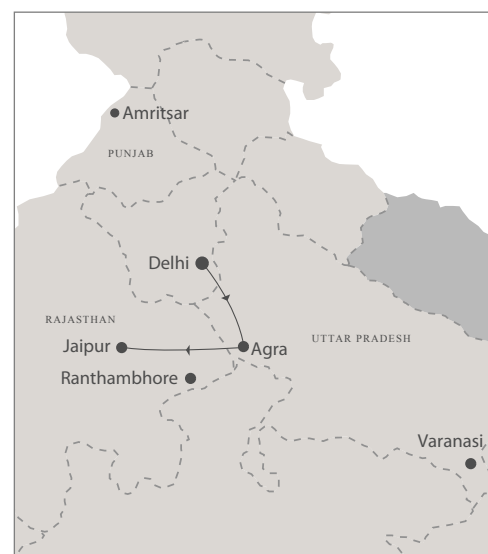 Amritsar
PUNJAB
Delhi
RAJASTHAN
UTTAR PRADESH
Jaipur
Agra
Ranthambhore
Varanasi